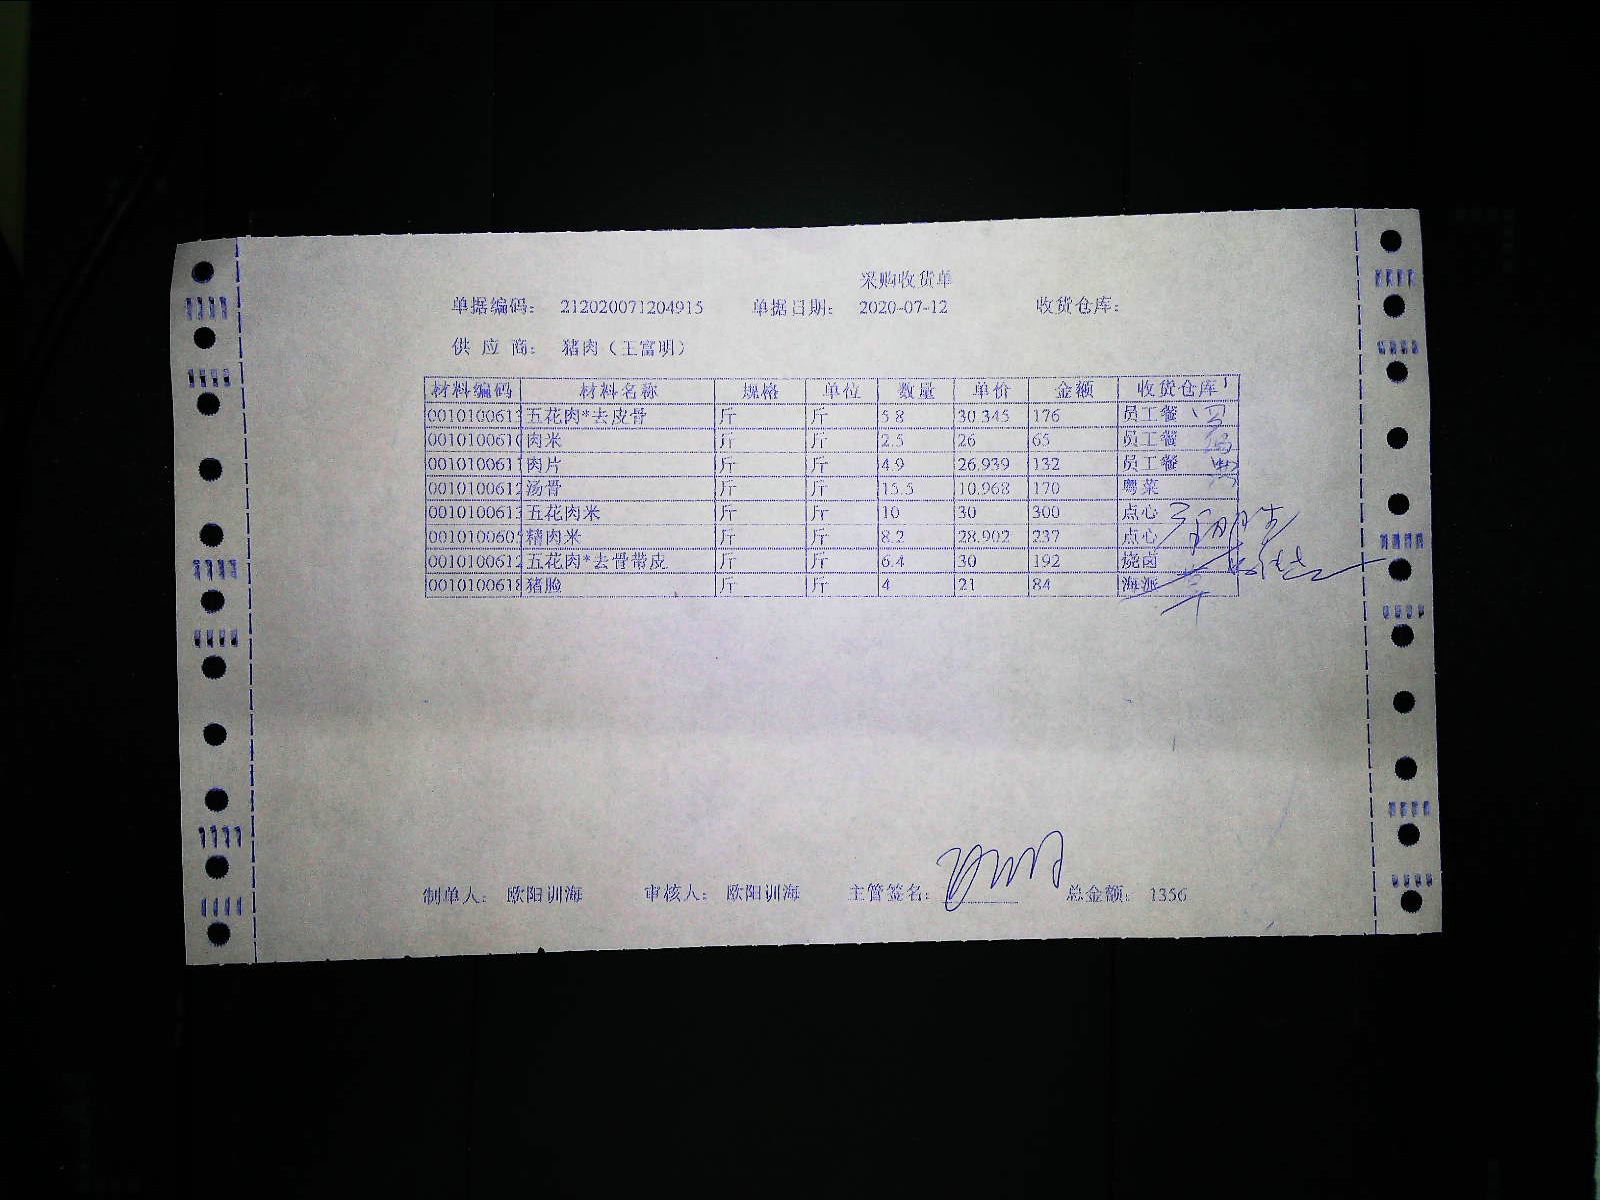 采购收货单
单据编码： 212020071204915 单据日期： 2020-07-12 收货仓库：
供应商： 猪肉（王富明）
材料编码 材料名称 规格 单位 数量 单价 金额 收货仓库
001010061 五花肉*去皮骨 斤 斤 5.8 30.345 176 员工餐
001010061 肉米 斤 斤 2.5 26 65 员工餐
001010061 肉片 斤 斤 4.9 26.939 132 员工餐
001010061 汤骨 斤 斤 15.5 10.968 170 粤菜
001010061 五花肉米 斤 斤 10 30 300 点心
001010060 精肉米 斤 斤 8.2 28.902 237 点心
001010061 五花肉*去骨带皮 斤 斤 6.4 30 192 烧卤
001010061 猪脸 斤 斤 4 21 84 海派
制单人： 欧阳训海 审核人： 欧阳训海 主管签名： 总金额： 1356